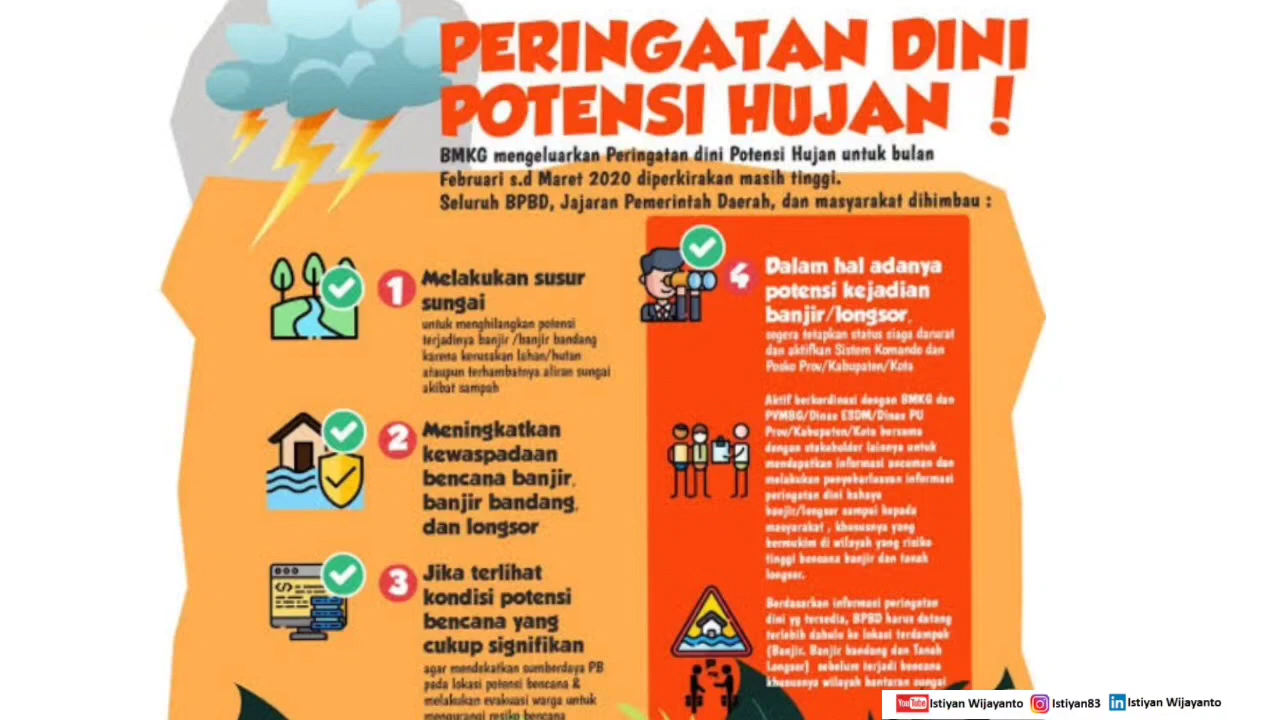 PERINGATAN DINI
POTENSI HUJAN !
BMKG mengeluarkan Peringatan dini Potensi Hujan untuk bulan
Februari s.d Maret 2020 diperkirakan masih tinggi.
Seluruh BPBD, Jajaran Pemerintah Daerah, dan masyarakat dihimbau :
1
Melakukan susur
sungai
untuk menghilangkan potensi
terjadinya banjir /banjir bandang
karena kerusakan lahan/hutan
ataupun terhambatnya aliran sungai
akibat sampah
2
Meningkatkan
kewaspadaan
bencana banjir,
banjir bandang,
dan longsor
3
Jika terlihat
kondisi potensi
bencana yang
cukup signifikan
agar mendekatkan sumberdaya PB
pada lokasi potensi bencana &
melakukan evakuasi warga untuk
mengurangi resiko bencana
4
Dalam hal adanya
potensi kejadian
banjir/longsor,
segera tetapkan status siaga darurat
dan aktifkan Sistem Komando dan
Posko Prov/Kabupaten/Kota
Aktif berkordinasi dengan BMKG dan
PVMBG/Dinas ESDM/Dinas PU
Prov/Kabupaten/Kota bersama
dengan stakeholder lainnya untuk
mendapatkan informasi ancaman dan
melakukan penyebarluasan informasi
peringatan dini bahaya
banjir/longsor sampai kepada
masyarakat , khususnya yang
bermukim di wilayah yang risiko
tinggi bencana banjir dan tanah
longsor.
Berdasarkan informasi peringatan
dini yg tersedia, BPBD harus datang
terlebih dahulu ke lokasi terdampak
(Banjir, Banjir bandang dan Tanah
Longsor) sebelum terjadi bencana
khususnya wilayah bantaran sungai
YouTube Istiyan Wijayanto Istiyan83 in Istiyan Wijayanto